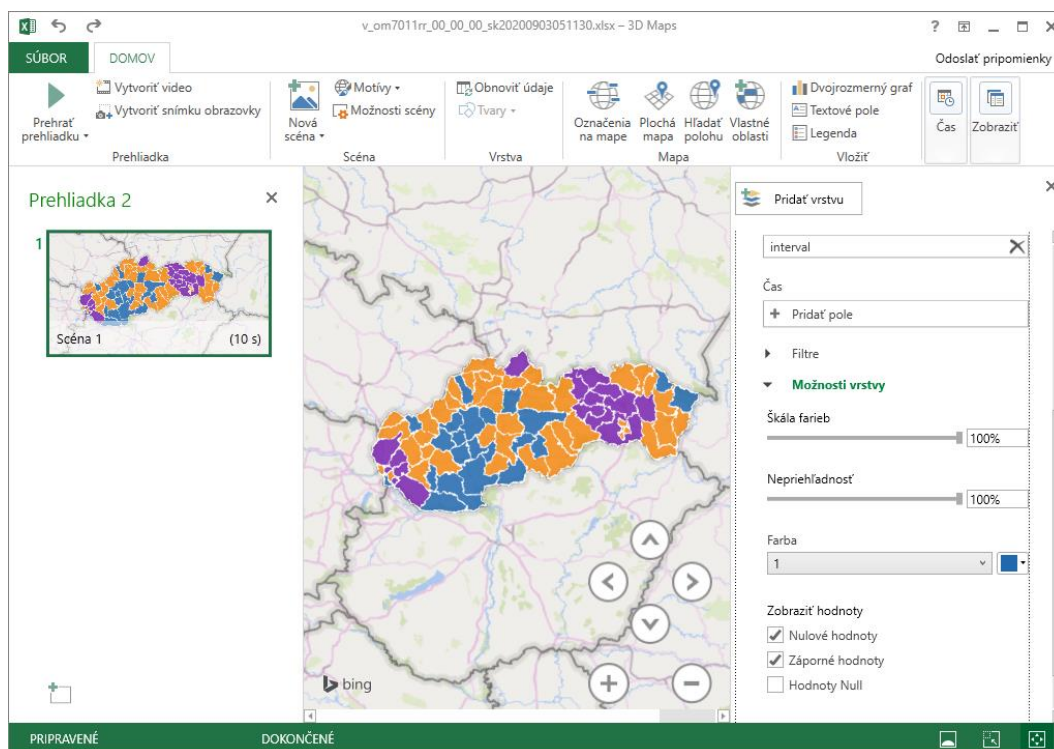 v_om7011rr_00_00_00_sk20200903051130.xlsx – 3D Maps
?
SÚBOR
DOMOV
Odoslať pripomienky
Prehrať
prehliadku
Vytvoriť video
Vytvoriť snímku obrazovky
Prehliadka
Nová
scéna
Motívy
Možnosti scény
Scéna
Obnoviť údaje
Tvary
Vrstva
Označenia
na mape
Plochá
mapa
Hľadať
polohu
Vlastné
oblasti
Mapa
Dvojrozmerný graf
Textové pole
Legenda
Vložiť
Čas
Zobraziť
Prehliadka 2
1
Scéna 1
(10 s)
bing
Pridať vrstvu
interval
Čas
Pridať pole
Filtre
Možnosti vrstvy
Škála farieb
100%
Nepriehľadnosť
100%
Farba
1
Zobraziť hodnoty
Nulové hodnoty
Záporné hodnoty
Hodnoty Null
PRIPRAVENÉ
DOKONČENÉ